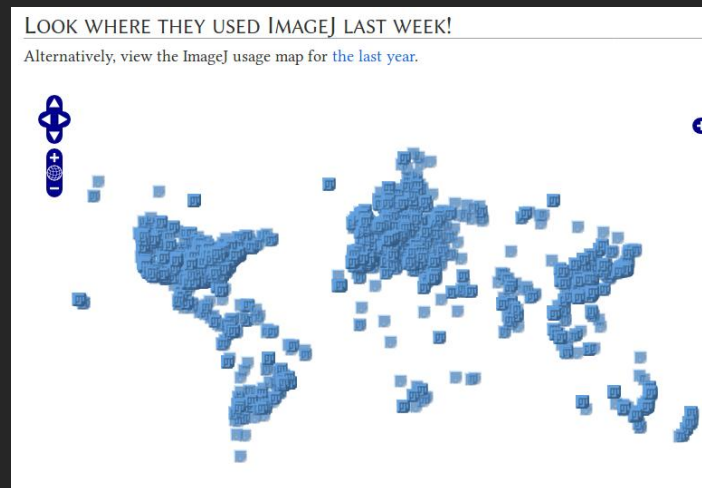 LOOK WHERE THEY USED IMAGEJ LAST WEEK!
Alternatively, view the ImageJ usage map for the last year.